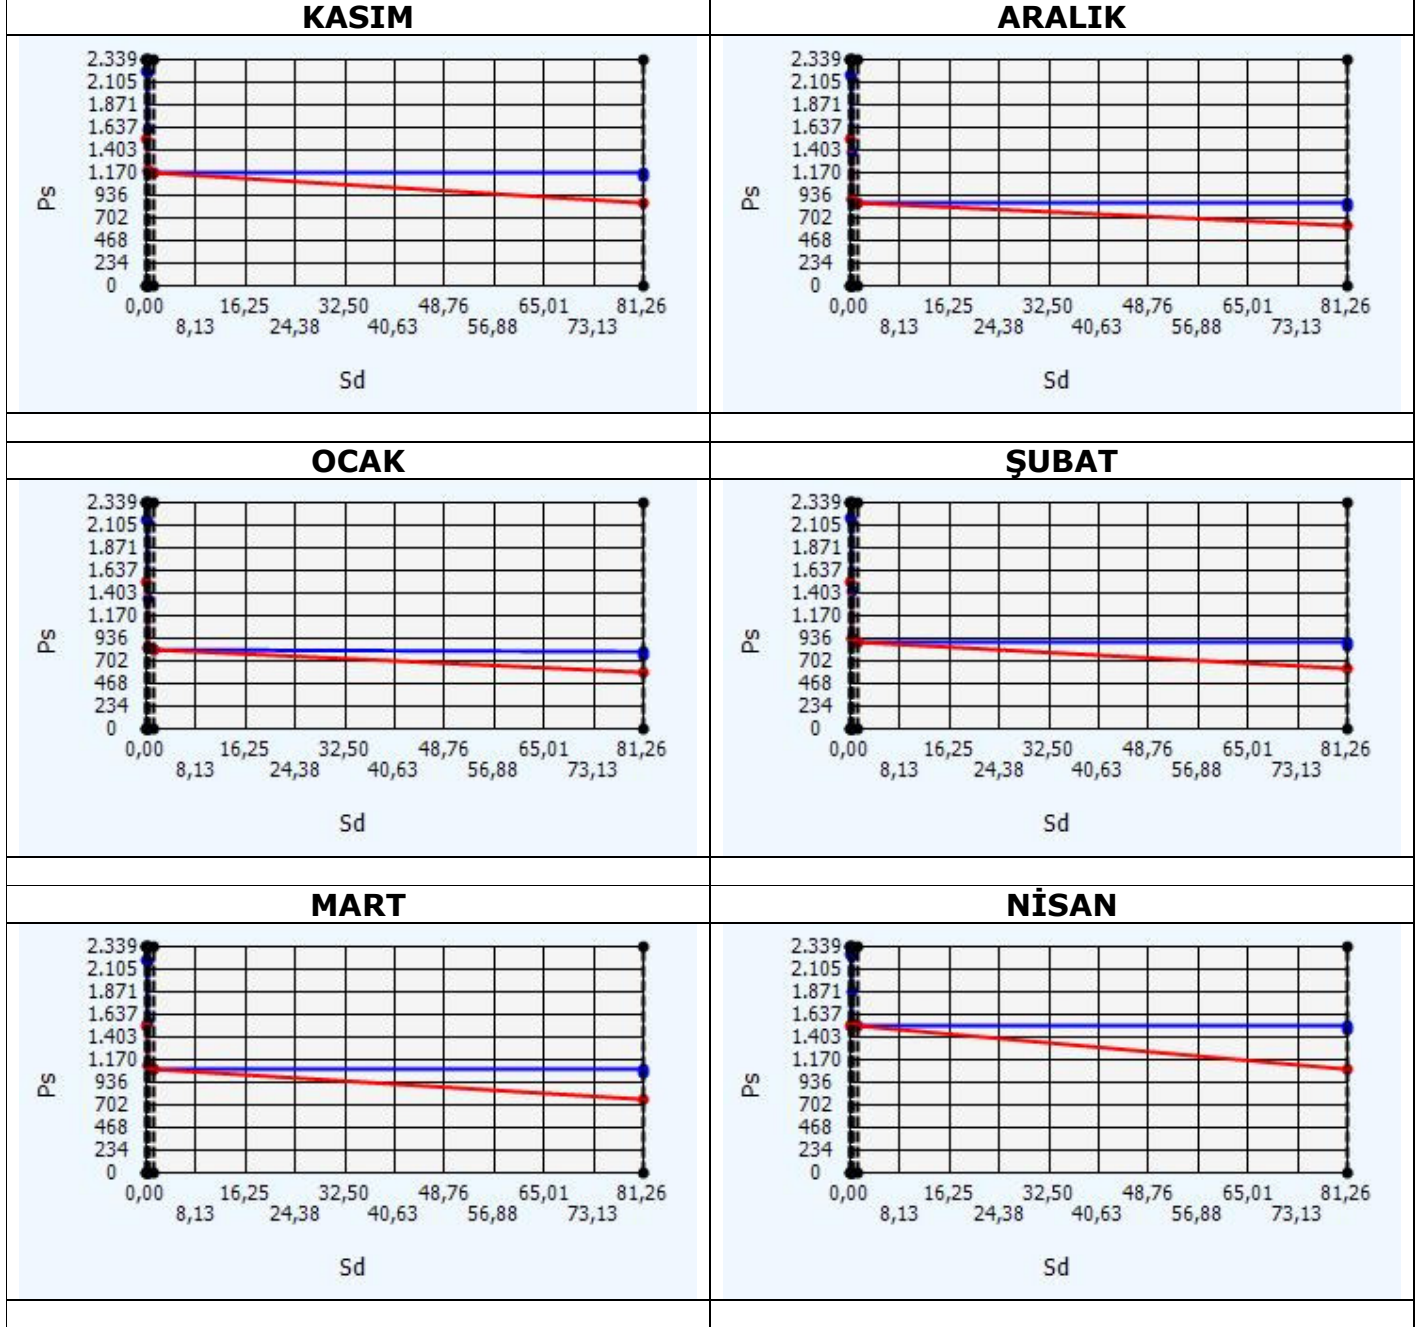 KASIM
2.339
2.105
1.871
1.637
1.403
1.170
936
702
468
234
0
Ps
0,00 16,25 32,50 48,76 65,01 81,26
8,13 24,38 40,63 56,88 73,13
Sd
ARALIK
2.339
2.105
1.871
1.637
1.403
1.170
936
702
468
234
0
Ps
0,00 16,25 32,50 48,76 65,01 81,26
8,13 24,38 40,63 56,88 73,13
Sd
OCAK
2.339
2.105
1.871
1.637
1.403
1.170
936
702
468
234
0
Ps
0,00 16,25 32,50 48,76 65,01 81,26
8,13 24,38 40,63 56,88 73,13
Sd
ŞUBAT
2.339
2.105
1.871
1.637
1.403
1.170
936
702
468
234
0
Ps
0,00 16,25 32,50 48,76 65,01 81,26
8,13 24,38 40,63 56,88 73,13
Sd
MART
2.339
2.105
1.871
1.637
1.403
1.170
936
702
468
234
0
Ps
0,00 16,25 32,50 48,76 65,01 81,26
8,13 24,38 40,63 56,88 73,13
Sd
NİSAN
2.339
2.105
1.871
1.637
1.403
1.170
936
702
468
234
0
Ps
0,00 16,25 32,50 48,76 65,01 81,26
8,13 24,38 40,63 56,88 73,13
Sd